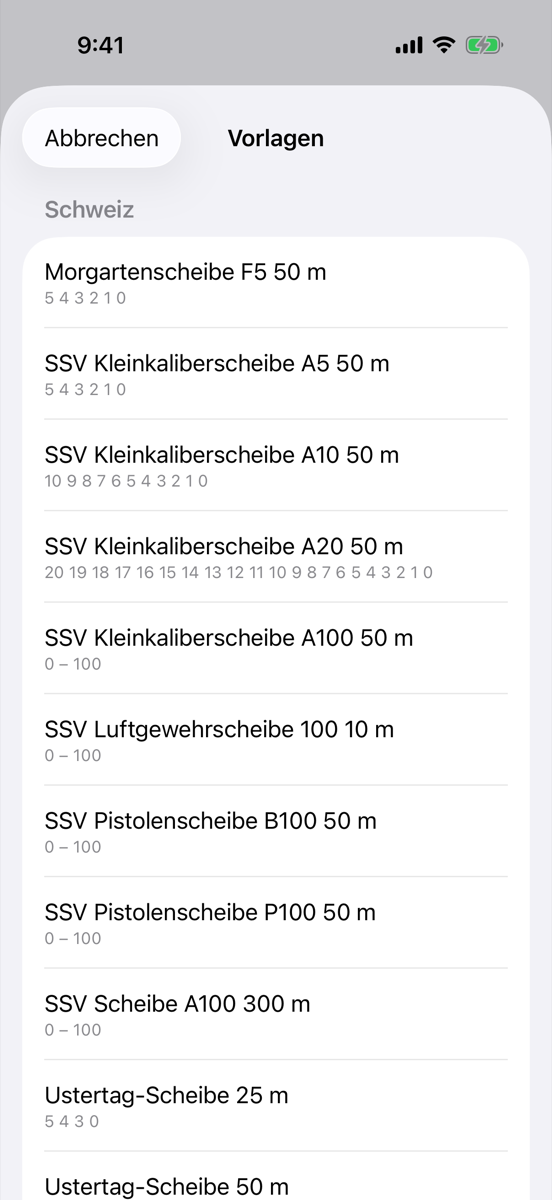 9:41
Abbrechen
Vorlagen
Schweiz
Morgartenscheibe F5 50 m
5 4 3 2 1 0
SSV Kleinkaliberscheibe A5 50 m
5 4 3 2 1 0
SSV Kleinkaliberscheibe A10 50 m
10 9 8 7 6 5 4 3 2 1 0
SSV Kleinkaliberscheibe A20 50 m
20 19 18 17 16 15 14 13 12 11 10 9 8 7 6 5 4 3 2 1 0
SSV Kleinkaliberscheibe A100 50 m
0 – 100
SSV Luftgewehrscheibe 100 10 m
0 – 100
SSV Pistolenscheibe B100 50 m
0 – 100
SSV Pistolenscheibe P100 50 m
0 – 100
SSV Scheibe A100 300 m
0 – 100
Ustertag-Scheibe 25 m
5 4 3 0
Ustertag-Scheibe 50 m